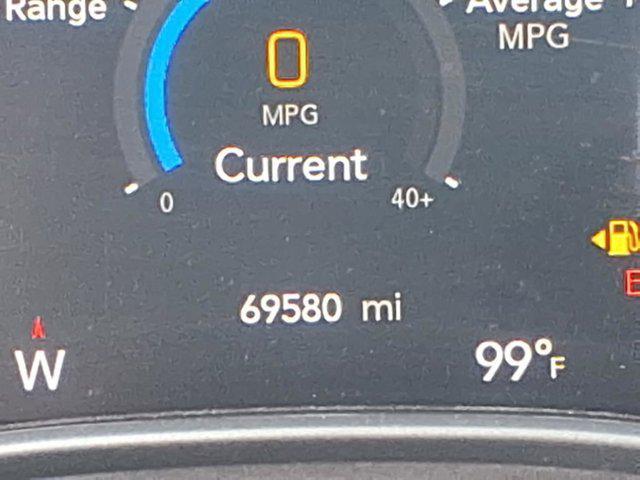 Range
Average
MPG
0
MPG
Current
0
40+
69580 mi
E
W
99°F